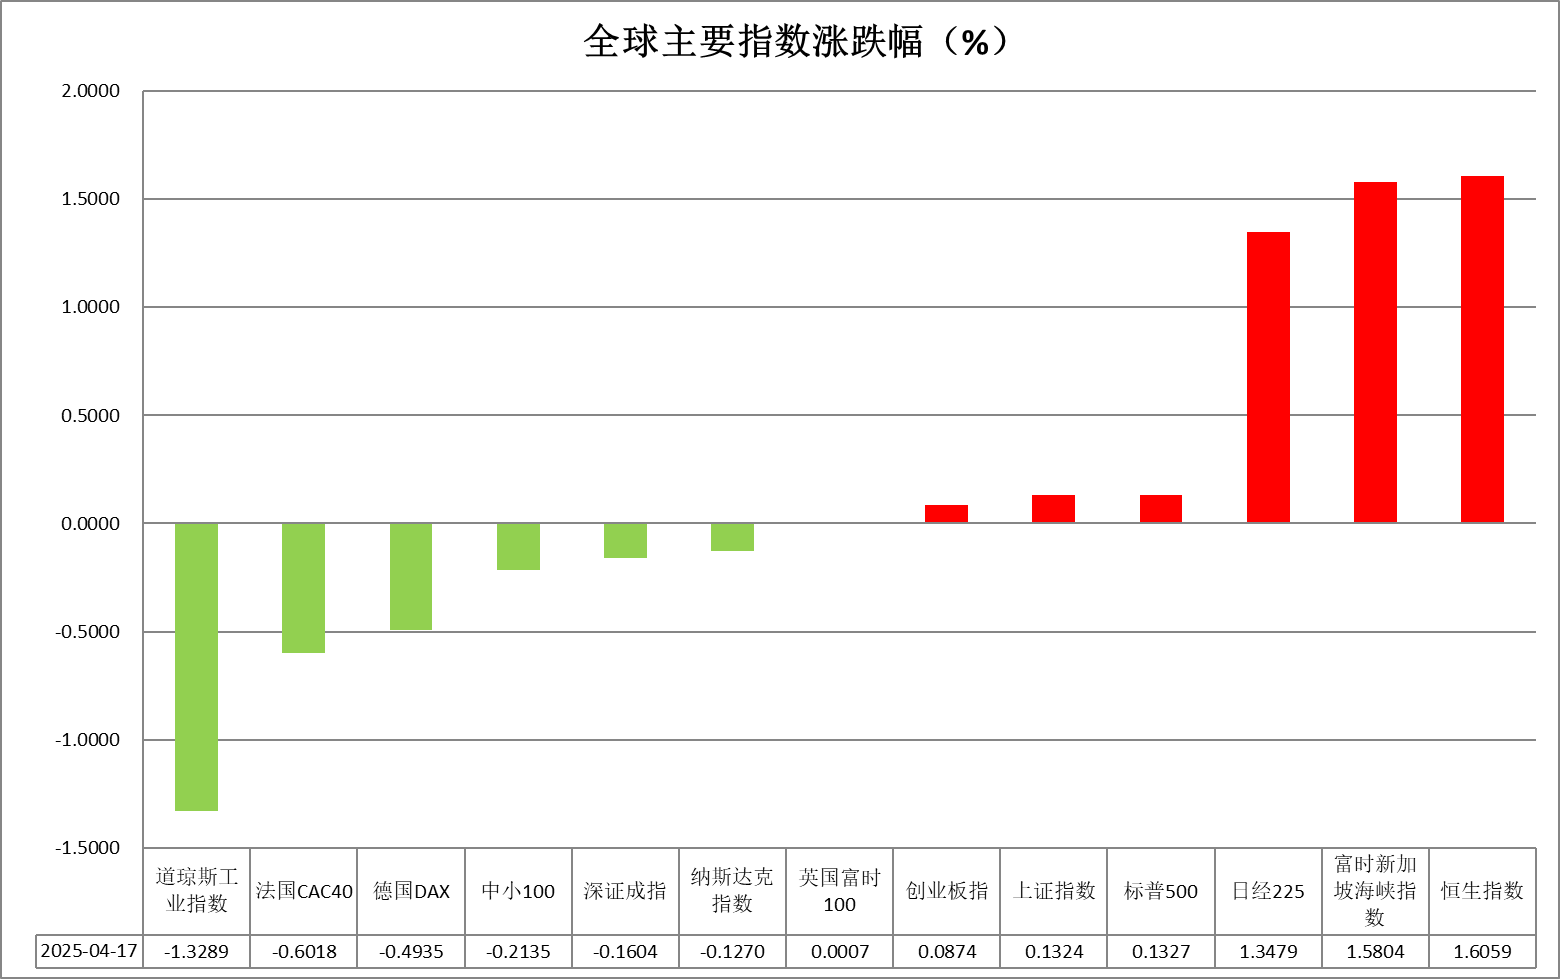 全球主要指数涨跌幅（%）
2.0000
1.5000
1.0000
0.5000
0.0000
-0.5000
-1.0000
-1.5000
道琼斯工业指数 法国CAC40 德国DAX 中小100 深证成指 纳斯达克指数 英国富时100 创业板指 上证指数 标普500 日经225 富时新加坡海峡指数 恒生指数
2025-04-17 -1.3289 -0.6018 -0.4935 -0.2135 -0.1604 -0.1270 0.0007 0.0874 0.1324 0.1327 1.3479 1.5804 1.6059